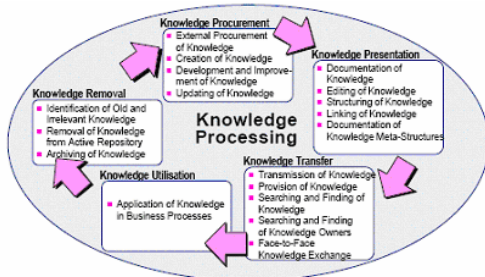 Knowledge Procurement
External Procurement
of Knowledge
Creation of Knowledge
Development and Improve-
ment of Knowledge
Updating of Knowledge
Knowledge Presentation
Documentation of
Knowledge
Editing of Knowledge
Structuring of Knowledge
Linking of Knowledge
Documentation of
Knowledge Meta-Structures
Knowledge Removal
Identification of Old and
Irrelevant Knowledge
Removal of Knowledge
from Active Repository
Archiving of Knowledge
Knowledge
Processing
Knowledge Transfer
Transmission of Knowledge
Provision of Knowledge
Searching and Finding of
Knowledge
Searching and Finding
of Knowledge Owners
Face-to-Face
Knowledge Exchange
Knowledge Utilisation
Application of Knowledge
in Business Processes